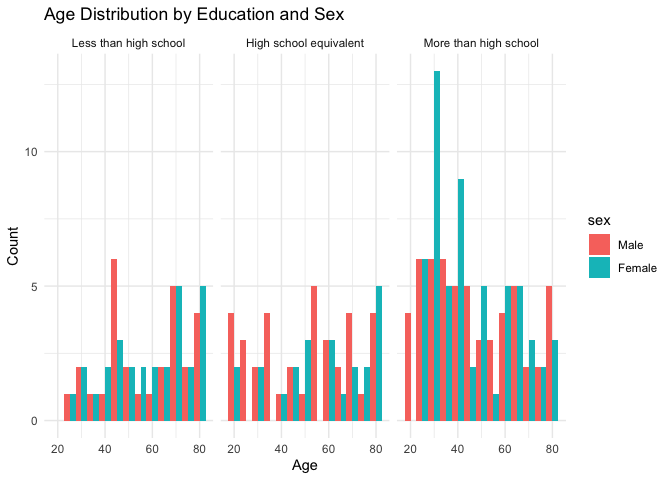 Age Distribution by Education and Sex
Less than high school
High school equivalent
More than high school
10
5
0
Count
20 40 60 80
20 40 60 80
20 40 60 80
Age
sex
Male
Female